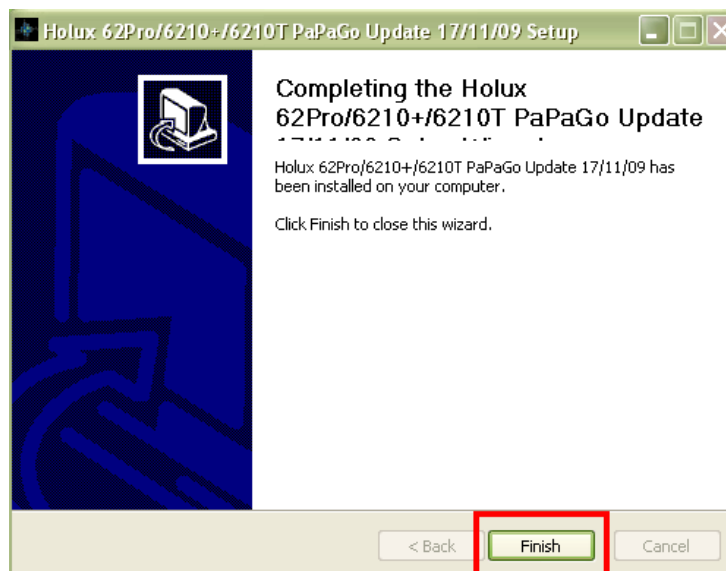 Holux 62Pro/6210+/6210T PaPaGo Update 17/11/09 Setup
Completing the Holux
62Pro/6210+/6210T PaPaGo Update
Holux 62Pro/6210+/6210T PaPaGo Update 17/11/09 has
been installed on your computer.
Click Finish to close this wizard.
< Back
Finish
Cancel